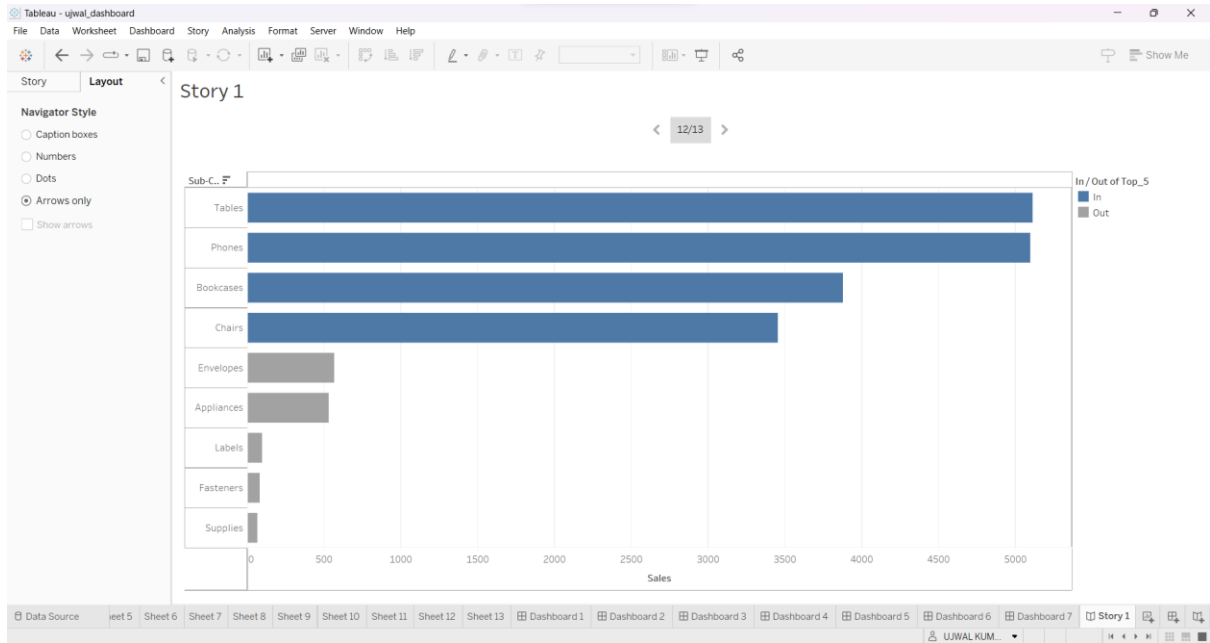 Tableau - ujwal_dashboard
File Data Worksheet Dashboard Story Analysis Format Server Window Help
Show Me
Story Layout
Navigator Style
Caption boxes
Numbers
Dots
Arrows only
Show arrows
Story 1
12/13
Sub-C..
Tables
Phones
Bookcases
Chairs
Envelopes
Appliances
Labels
Fasteners
Supplies
0 500 1000 1500 2000 2500 3000 3500 4000 4500 5000
Sales
In / Out of Top_5
In
Out
Data Source heet 5 Sheet 6 Sheet 7 Sheet 8 Sheet 9 Sheet 10 Sheet 11 Sheet 12 Sheet 13 Dashboard 1 Dashboard 2 Dashboard 3 Dashboard 4 Dashboard 5 Dashboard 6 Dashboard 7 Story 1
UJWAL KUM...